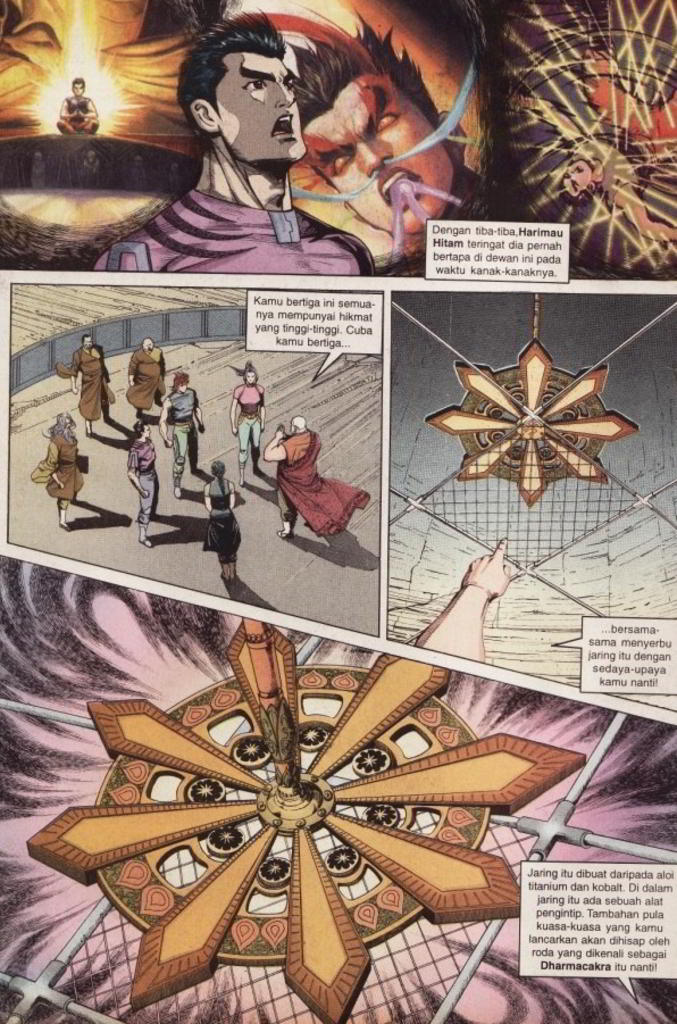 Dengan tiba-tiba,Harimau
Hitam teringat dia pernah
bertapa di dewan ini pada
waktu kanak-kanaknya.
Kamu bertiga ini semua-
nya mempunyai hikmat
yang tinggi-tinggi. Cuba
kamu bertiga...
...bersama-
sama menyerbu
jaring itu dengan
sedaya-upaya
kamu nanti!
Jaring itu dibuat daripada aloi
titanium dan kobalt. Di dalam
jaring itu ada sebuah alat
pengintip. Tambahan pula
kuasa-kuasa yang kamu
lancarkan akan dihisap oleh
roda yang dikenali sebagai
Dharmacakra itu nanti!